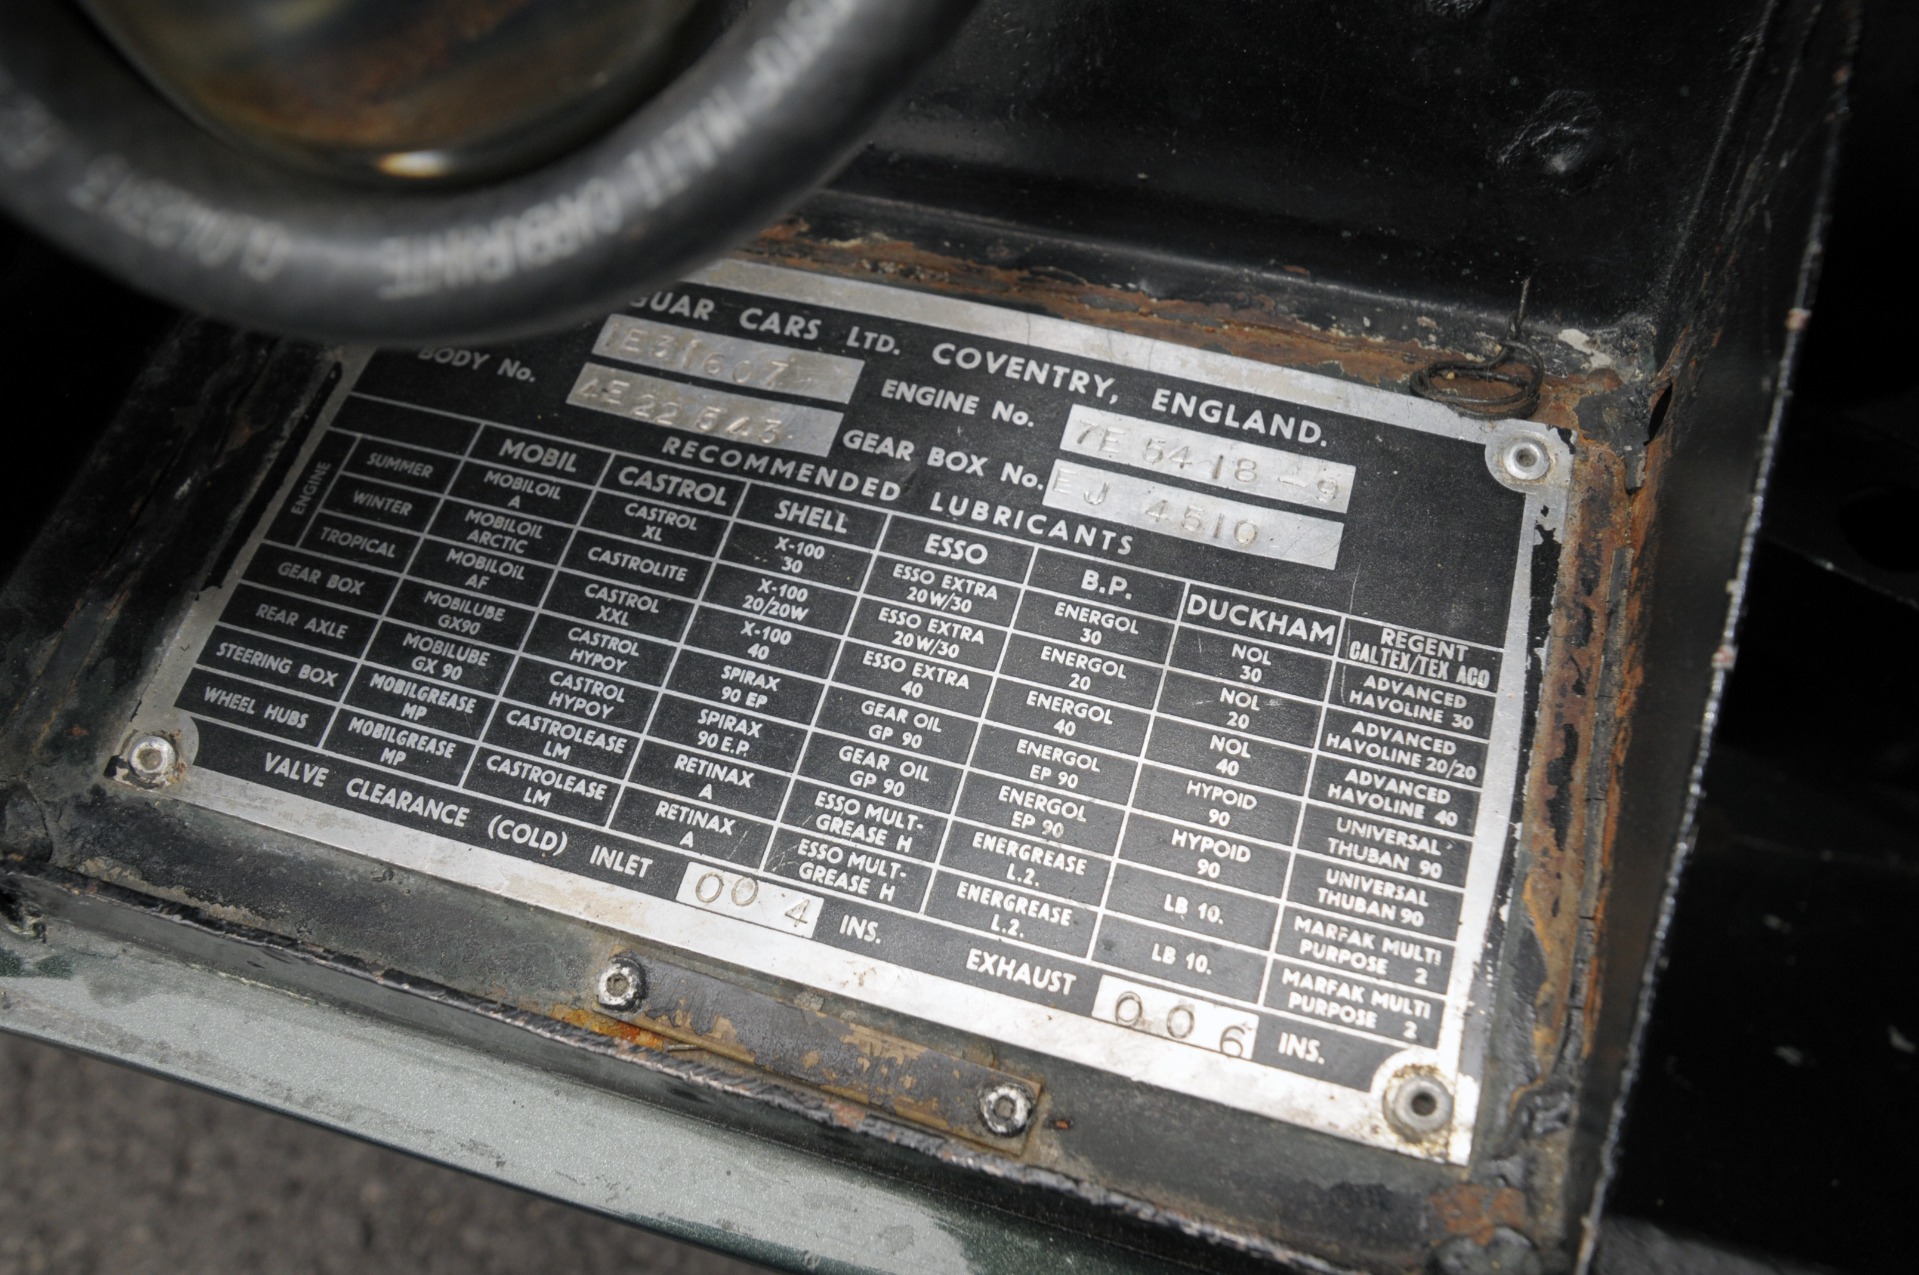 GUAR CARS LTD. COVENTRY, ENGLAND.
1E31607 ENGINE No. 7E 5418-9
BODY No. 4E22543 GEAR BOX No. EJ 4510
RECOMMENDED LUBRICANTS
MOBIL CASTROL SHELL ESSO B.P. DUCKHAM REGENT CALTEX/TEXACO
ENGINE
SUMMER MOBILOIL A CASTROL XL X-100 30 ESSO EXTRA 20W/30 ENERGOL 30 NOL 30 ADVANCED HAVOLINE 30
WINTER MOBILOIL ARCTIC CASTROLITE X-100 20/20W ESSO EXTRA 20W/30 ENERGOL 20 NOL 20 ADVANCED HAVOLINE 20/20
TROPICAL MOBILOIL AF CASTROL XXL X-100 40 ESSO EXTRA 40 ENERGOL 40 NOL 40 ADVANCED HAVOLINE 40
GEAR BOX MOBILUBE GX90 CASTROL HYPOY SPIRAX 90 EP GEAR OIL GP 90 ENERGOL EP 90 HYPOID 90 UNIVERSAL THUBAN 90
REAR AXLE MOBILUBE GX 90 CASTROL HYPOY SPIRAX 90 E.P. GEAR OIL GP 90 ENERGOL EP 90 HYPOID 90 UNIVERSAL THUBAN 90
STEERING BOX MOBILGREASE MP CASTROLEASE LM RETINAX A ESSO MULT-GREASE H ENERGREASE L.2. LB 10. MARFAK MULTI PURPOSE 2
WHEEL HUBS MOBILGREASE MP CASTROLEASE LM RETINAX A ESSO MULT-GREASE H ENERGREASE L.2. LB 10. MARFAK MULTI PURPOSE 2
VALVE CLEARANCE (COLD) INLET 00 4 INS. EXHAUST 006 INS.